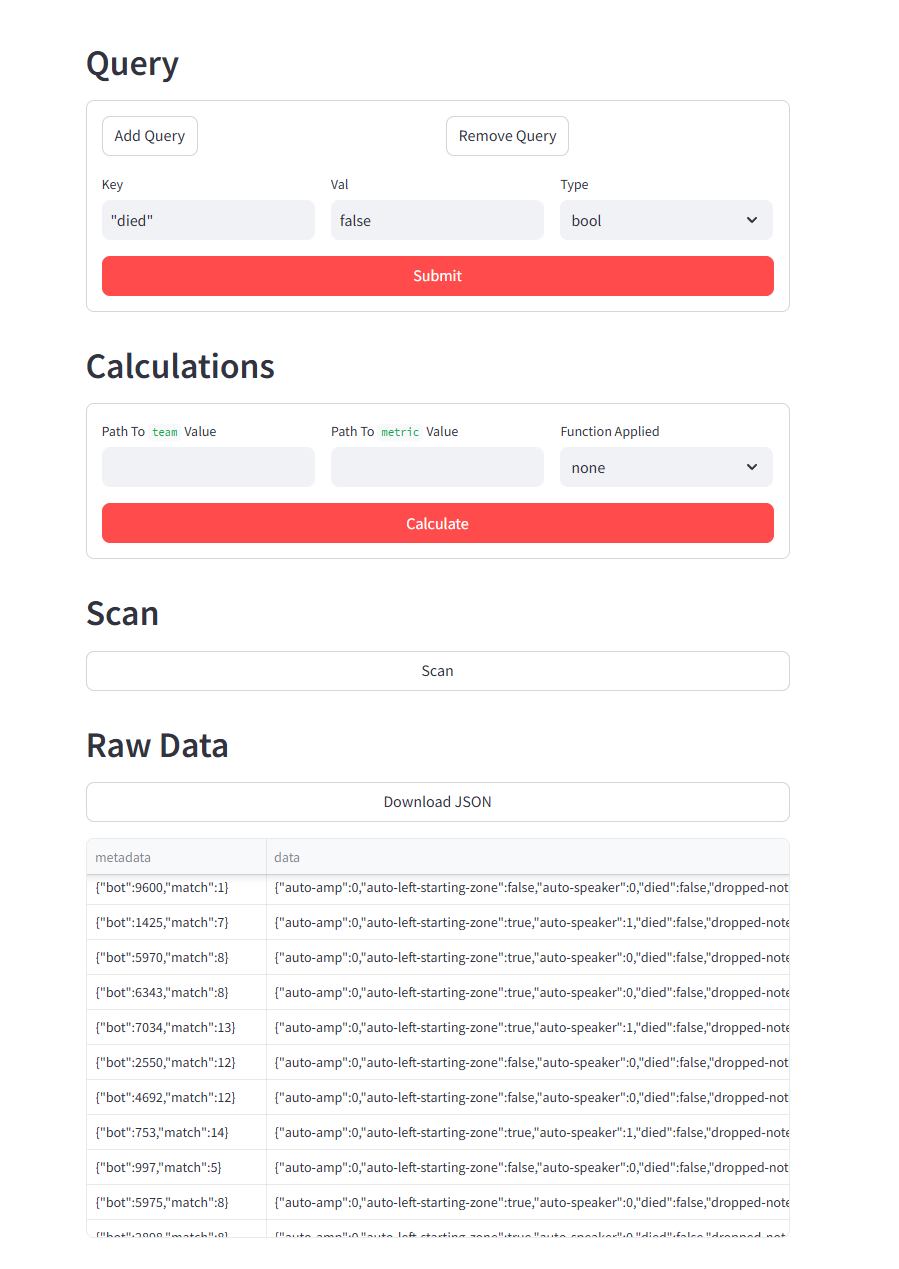 Query
Add Query Remove Query
Key Val Type
"died" false bool
Submit
Calculations
Path To team Value Path To metric Value Function Applied
none
Calculate
Scan
Scan
Raw Data
Download JSON
metadata data
{"bot":9600,"match":1} {"auto-amp":0,"auto-left-starting-zone":false,"auto-speaker":0,"died":false,"dropped-not
{"bot":1425,"match":7} {"auto-amp":0,"auto-left-starting-zone":true,"auto-speaker":1,"died":false,"dropped-note
{"bot":5970,"match":8} {"auto-amp":0,"auto-left-starting-zone":true,"auto-speaker":0,"died":false,"dropped-note
{"bot":6343,"match":8} {"auto-amp":0,"auto-left-starting-zone":true,"auto-speaker":0,"died":false,"dropped-note
{"bot":7034,"match":13} {"auto-amp":0,"auto-left-starting-zone":true,"auto-speaker":1,"died":false,"dropped-note
{"bot":2550,"match":12} {"auto-amp":0,"auto-left-starting-zone":false,"auto-speaker":0,"died":false,"dropped-not
{"bot":4692,"match":12} {"auto-amp":0,"auto-left-starting-zone":false,"auto-speaker":0,"died":false,"dropped-not
{"bot":753,"match":14} {"auto-amp":0,"auto-left-starting-zone":true,"auto-speaker":1,"died":false,"dropped-note
{"bot":997,"match":5} {"auto-amp":0,"auto-left-starting-zone":false,"auto-speaker":0,"died":false,"dropped-not
{"bot":5975,"match":8} {"auto-amp":0,"auto-left-starting-zone":true,"auto-speaker":0,"died":false,"dropped-note